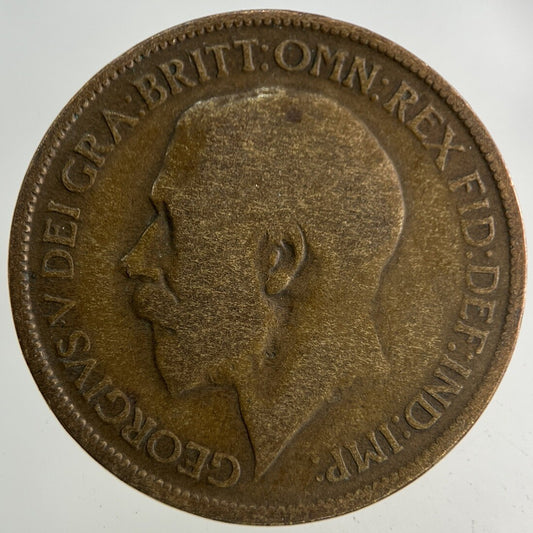 GEORGIVS V DEI GRA: BRITT: OMN: REX FID: DEF: IND: IMP: